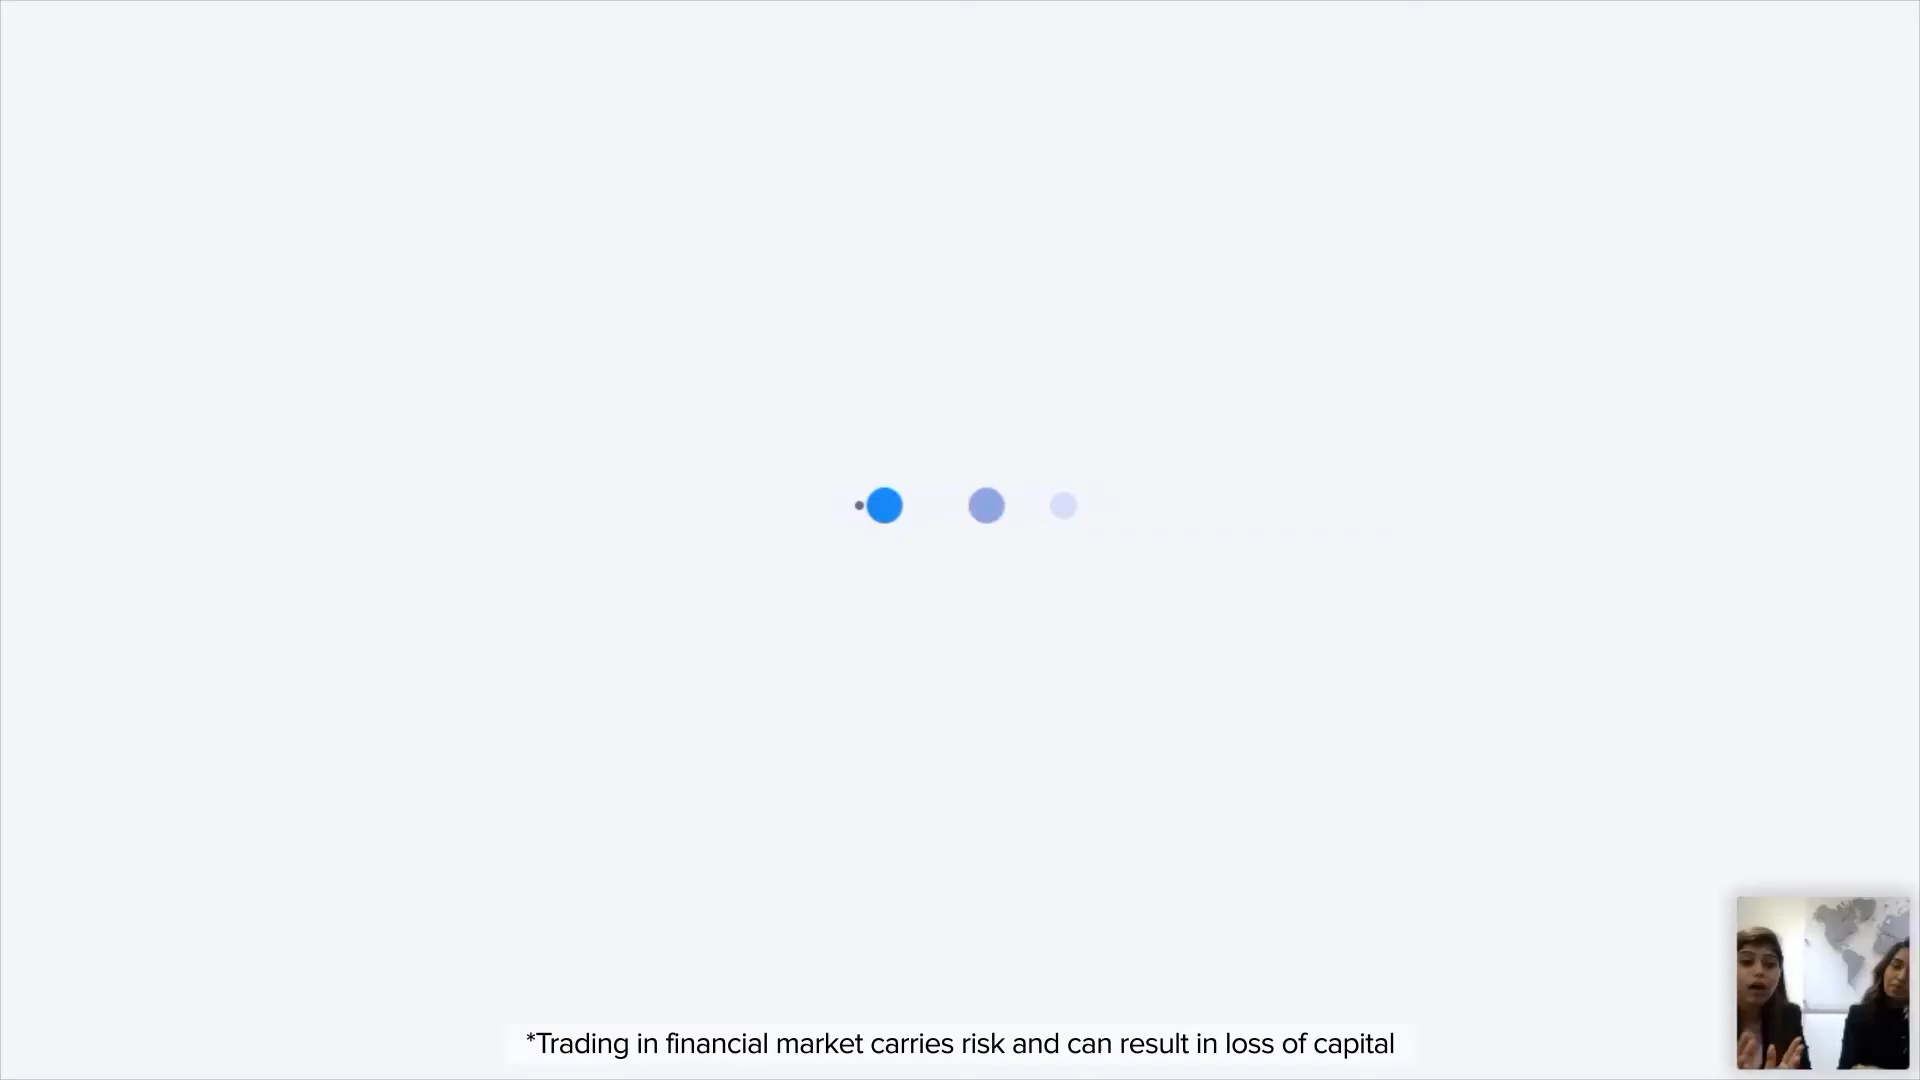 *Trading in financial market carries risk and can result in loss of capital